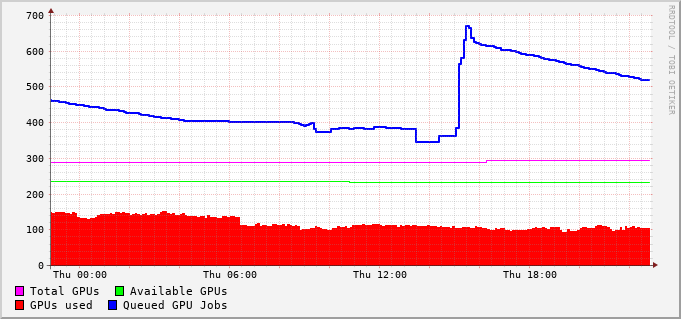 700
600
500
400
300
200
100
0
Thu 00:00 Thu 06:00 Thu 12:00 Thu 18:00
Total GPUs Available GPUs
GPUs used Queued GPU Jobs
RRDTOOL / TOBI OETIKER